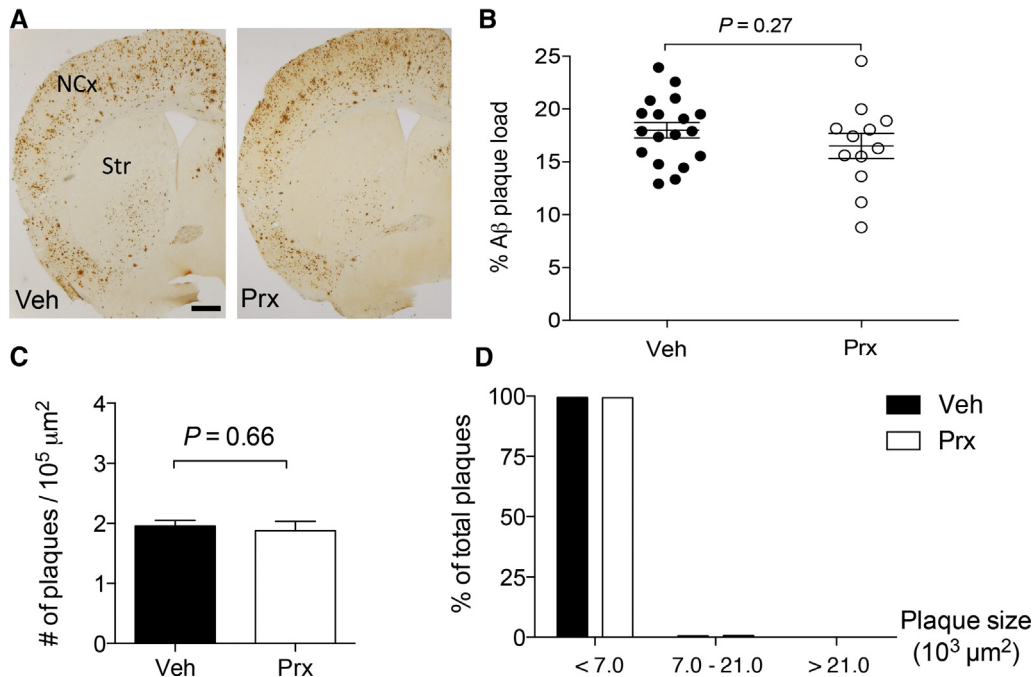 A
NCx
Str
Veh
Prx
B
P = 0.27
% Aβ plaque load
25
20
15
10
5
0
Veh
Prx
C
# of plaques / 10⁵ µm²
P = 0.66
4
3
2
1
0
Veh
Prx
D
% of total plaques
100
75
50
25
0
Veh
Prx
< 7.0
7.0 - 21.0
> 21.0
Plaque size
(10³ µm²)